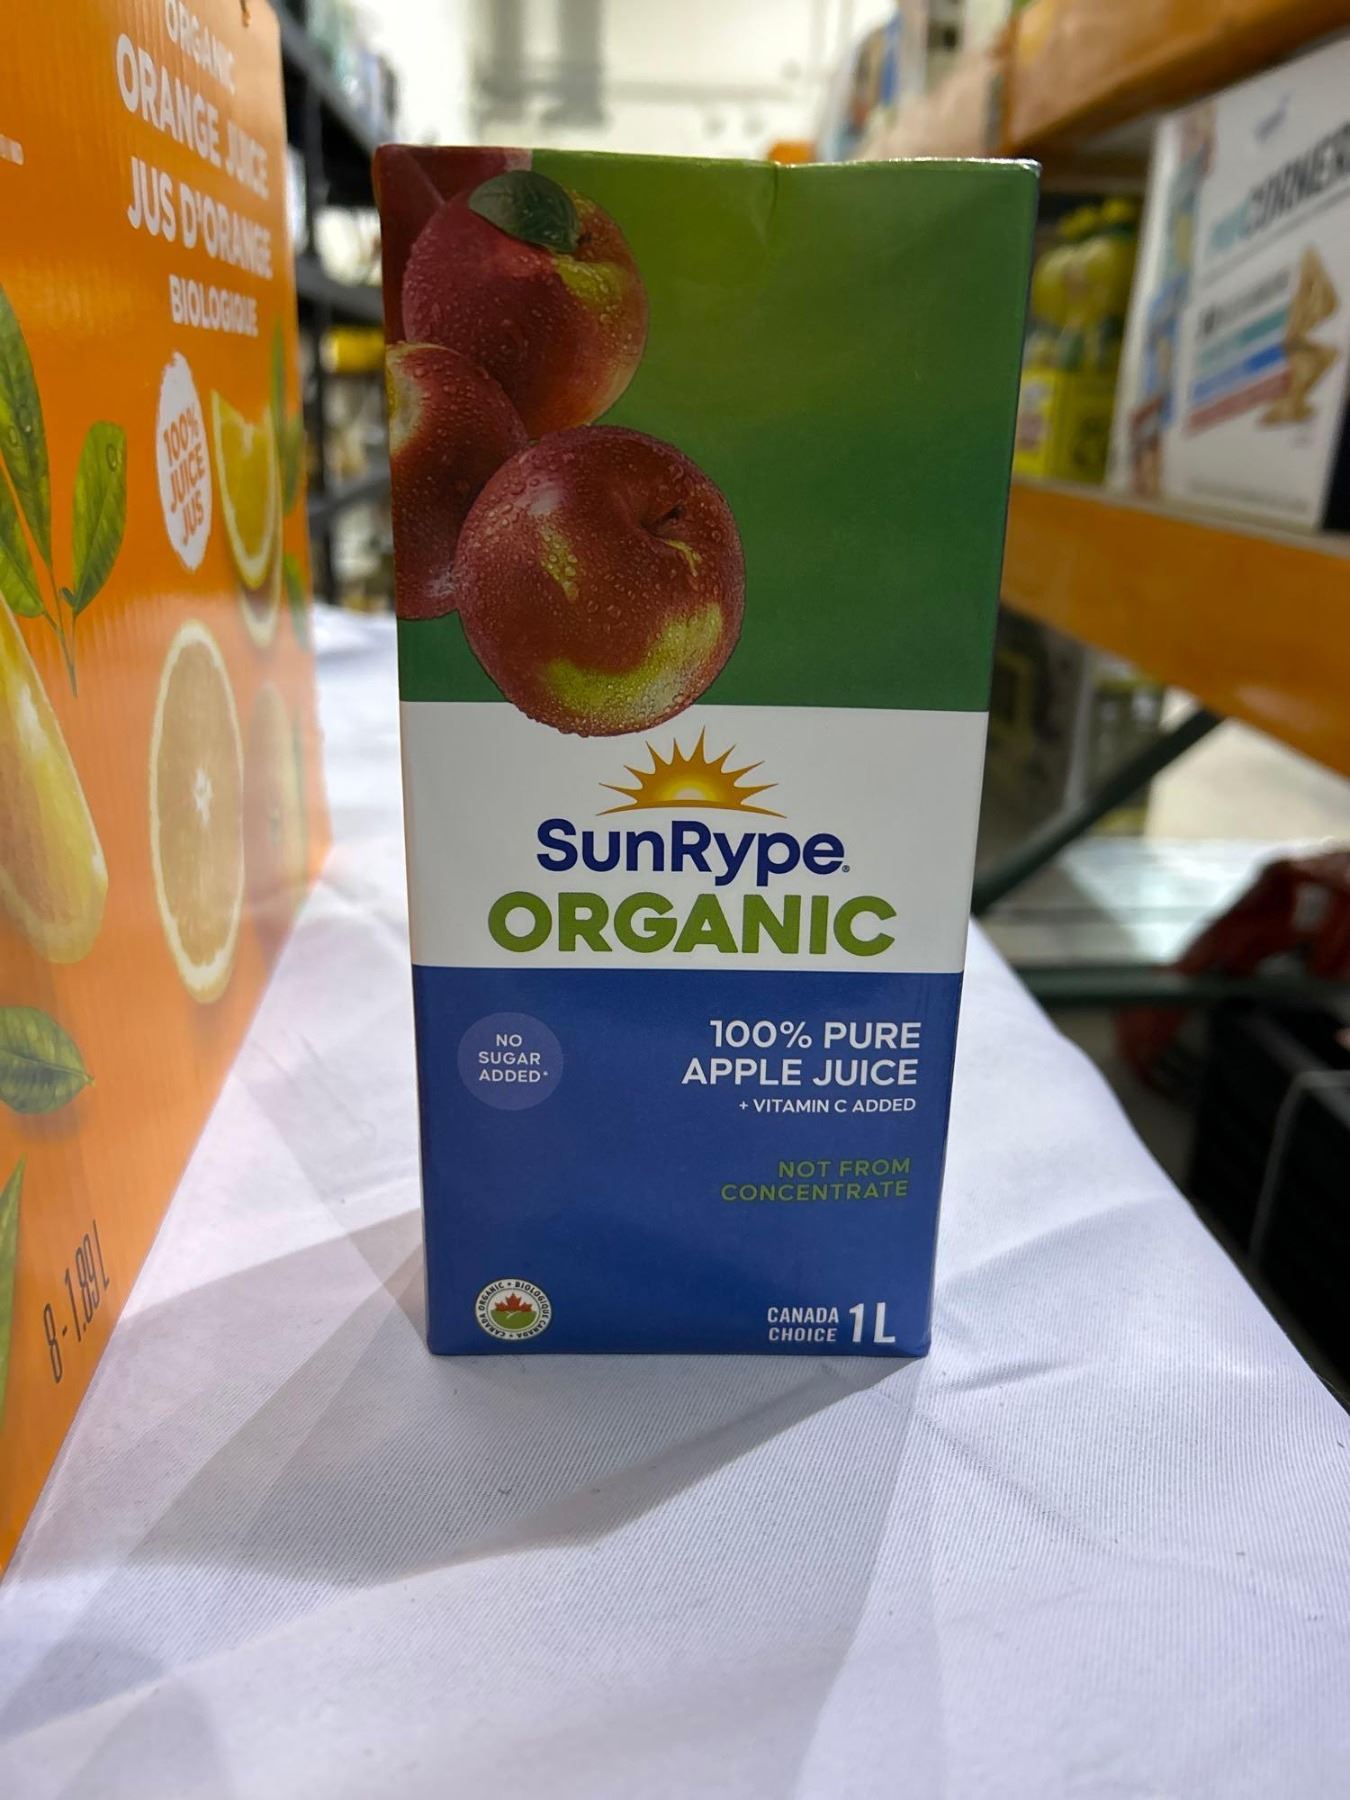 ORGANIC
ORANGE JUICE
JUS D'ORANGE
BIOLOGIQUE
100%
JUICE
JUS
8-1.89 L
SunRype®
ORGANIC
NO
SUGAR
ADDED*
100% PURE
APPLE JUICE
+ VITAMIN C ADDED
NOT FROM
CONCENTRATE
CANADA ORGANIC • BIOLOGIQUE CANADA •
CANADA
CHOICE 1L
CORNERS